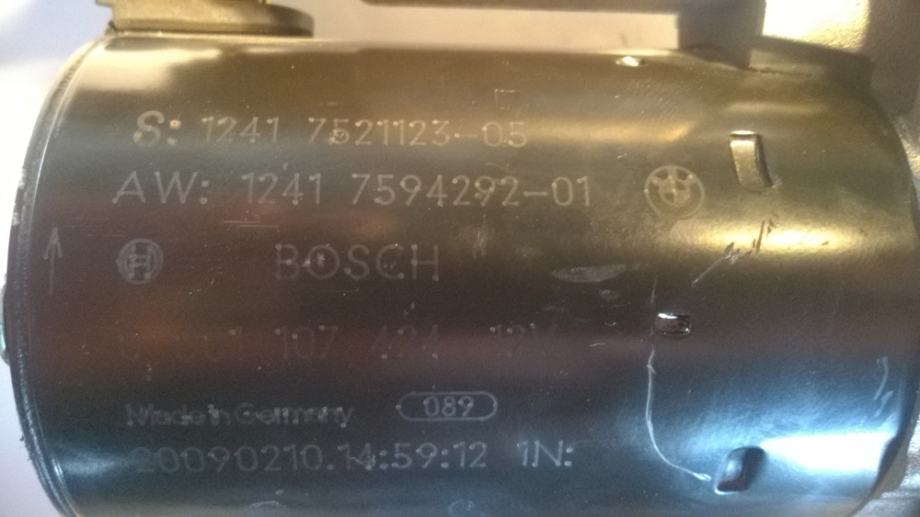 S: 1241 7521123-05
AW: 1241 7594292-01
BOSCH
107 424 12V
Made in Germany 089
20090210.14:59:12 1N: